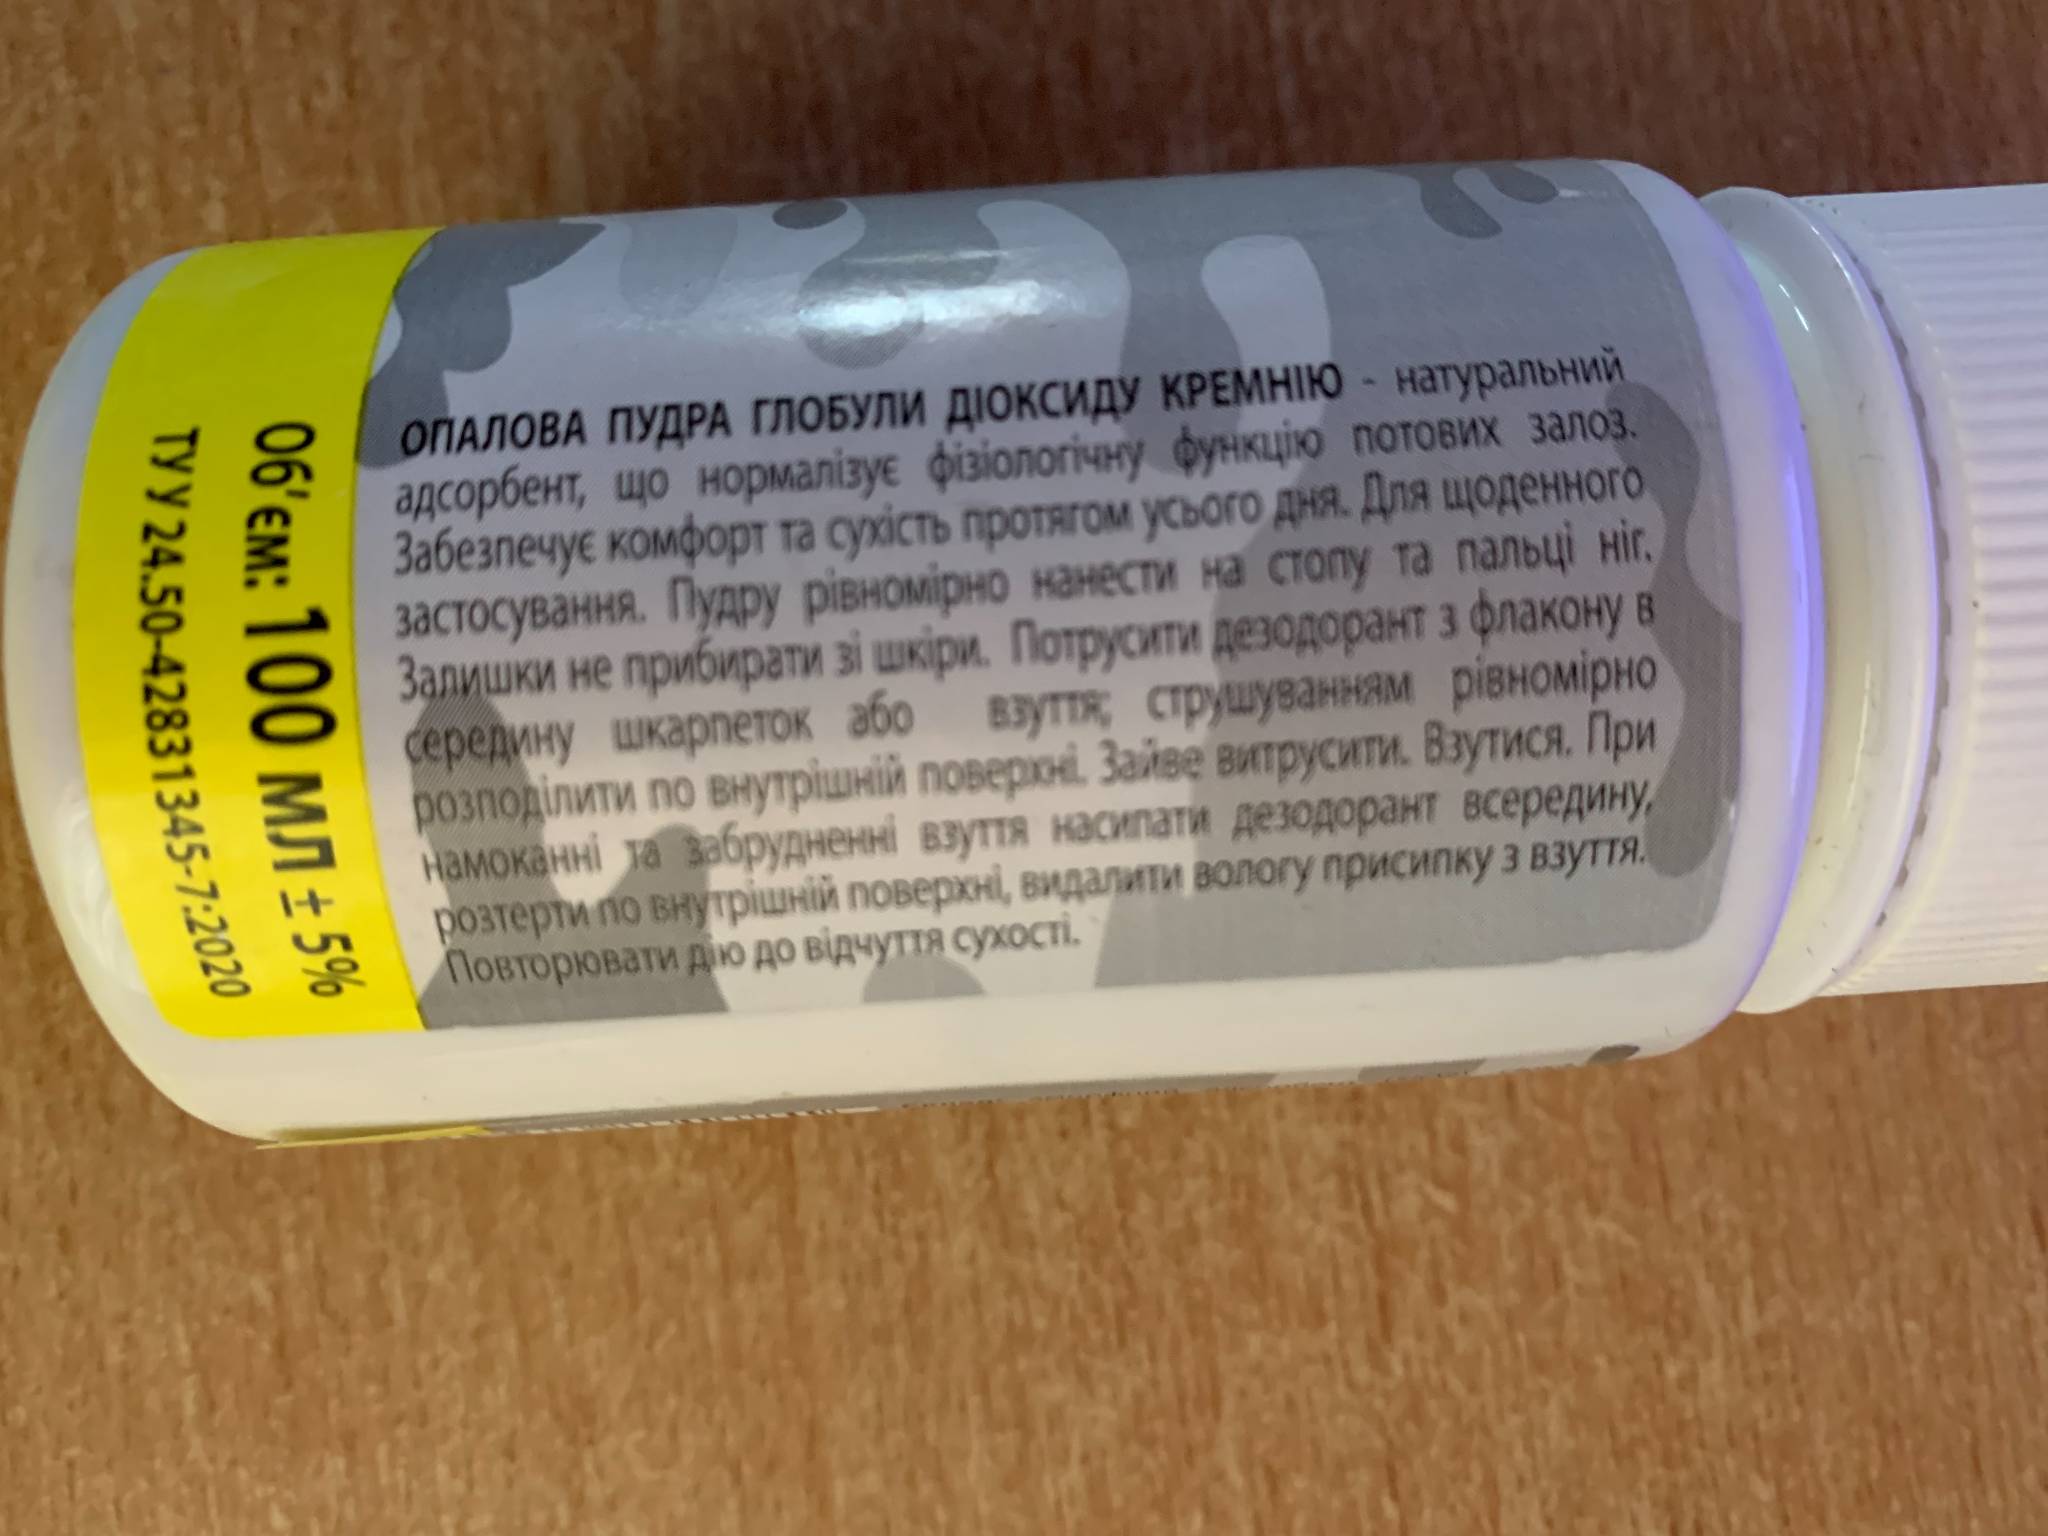 ОПАЛОВА ПУДРА ГЛОБУЛИ ДІОКСИДУ КРЕМНІЮ - натуральний
адсорбент, що нормалізує фізіологічну функцію потових залоз.
Забезпечує комфорт та сухість протягом усього дня. Для щоденного
застосування. Пудру рівномірно нанести на стопу та пальці ніг.
Залишки не прибирати зі шкіри. Потрусити дезодорант з флакону в
середину шкарпеток або взуття; струшуванням рівномірно
розподілити по внутрішній поверхні. Зайве витрусити. Взутися. При
намоканні та забрудненні взуття насипати дезодорант всередину,
розтерти по внутрішній поверхні, видалити вологу присипку з взуття.
Повторювати дію до відчуття сухості.
Об'єм: 100 мл ± 5%
ТУ У 24.50-42831345-7:2020